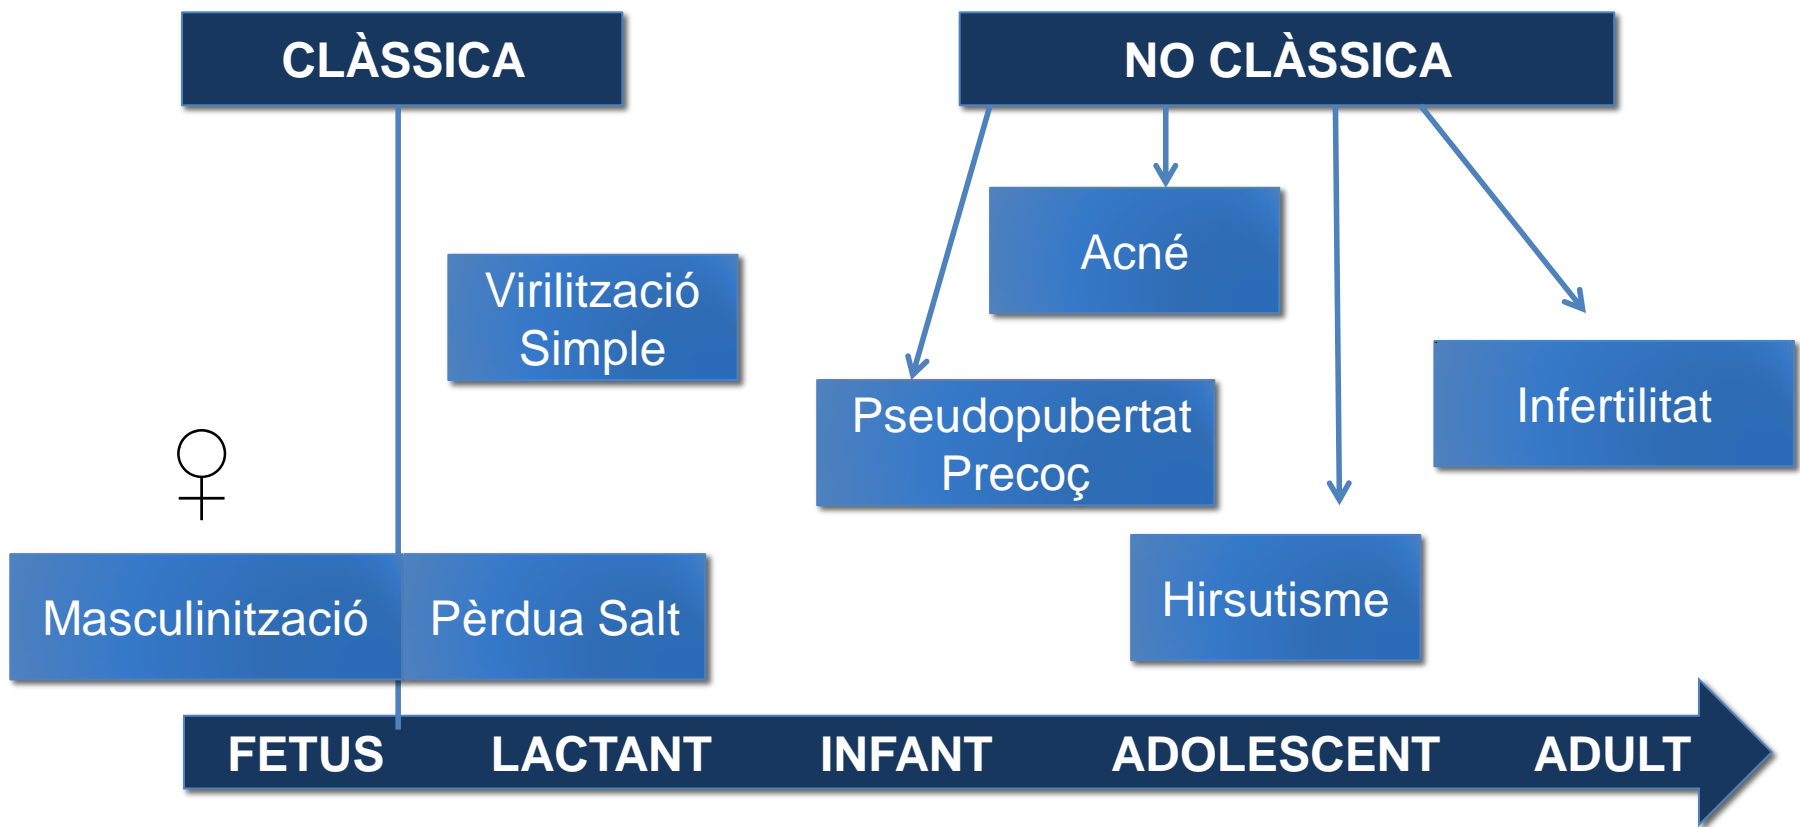 CLÀSSICA
NO CLÀSSICA
Acné
Virilització
Simple
Pseudopubertat
Precoç
Infertilitat
Masculinització
Pèrdua Salt
Hirsutisme
FETUS LACTANT INFANT ADOLESCENT ADULT